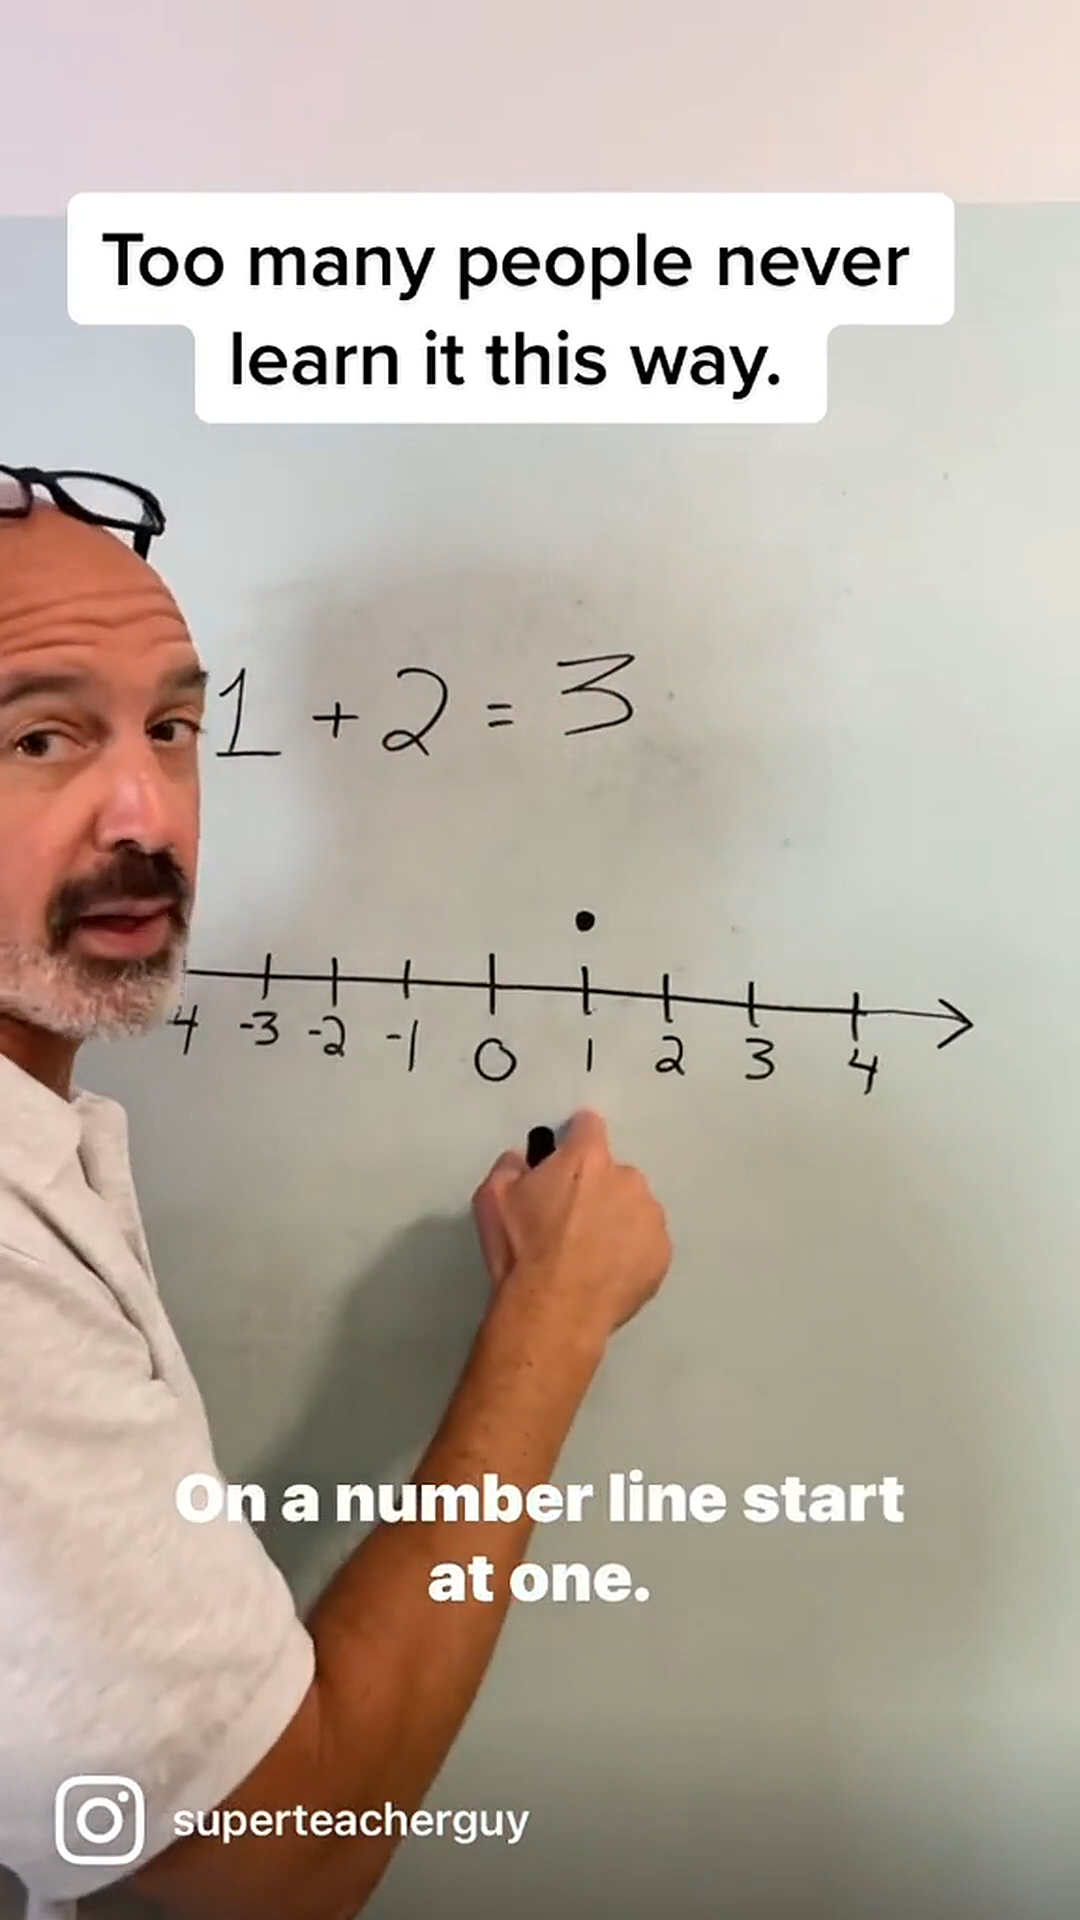 Too many people never
learn it this way.
1 + 2 = 3
4 -3 -2 -1 0 1 2 3 4
On a number line start
at one.
superteacherguy